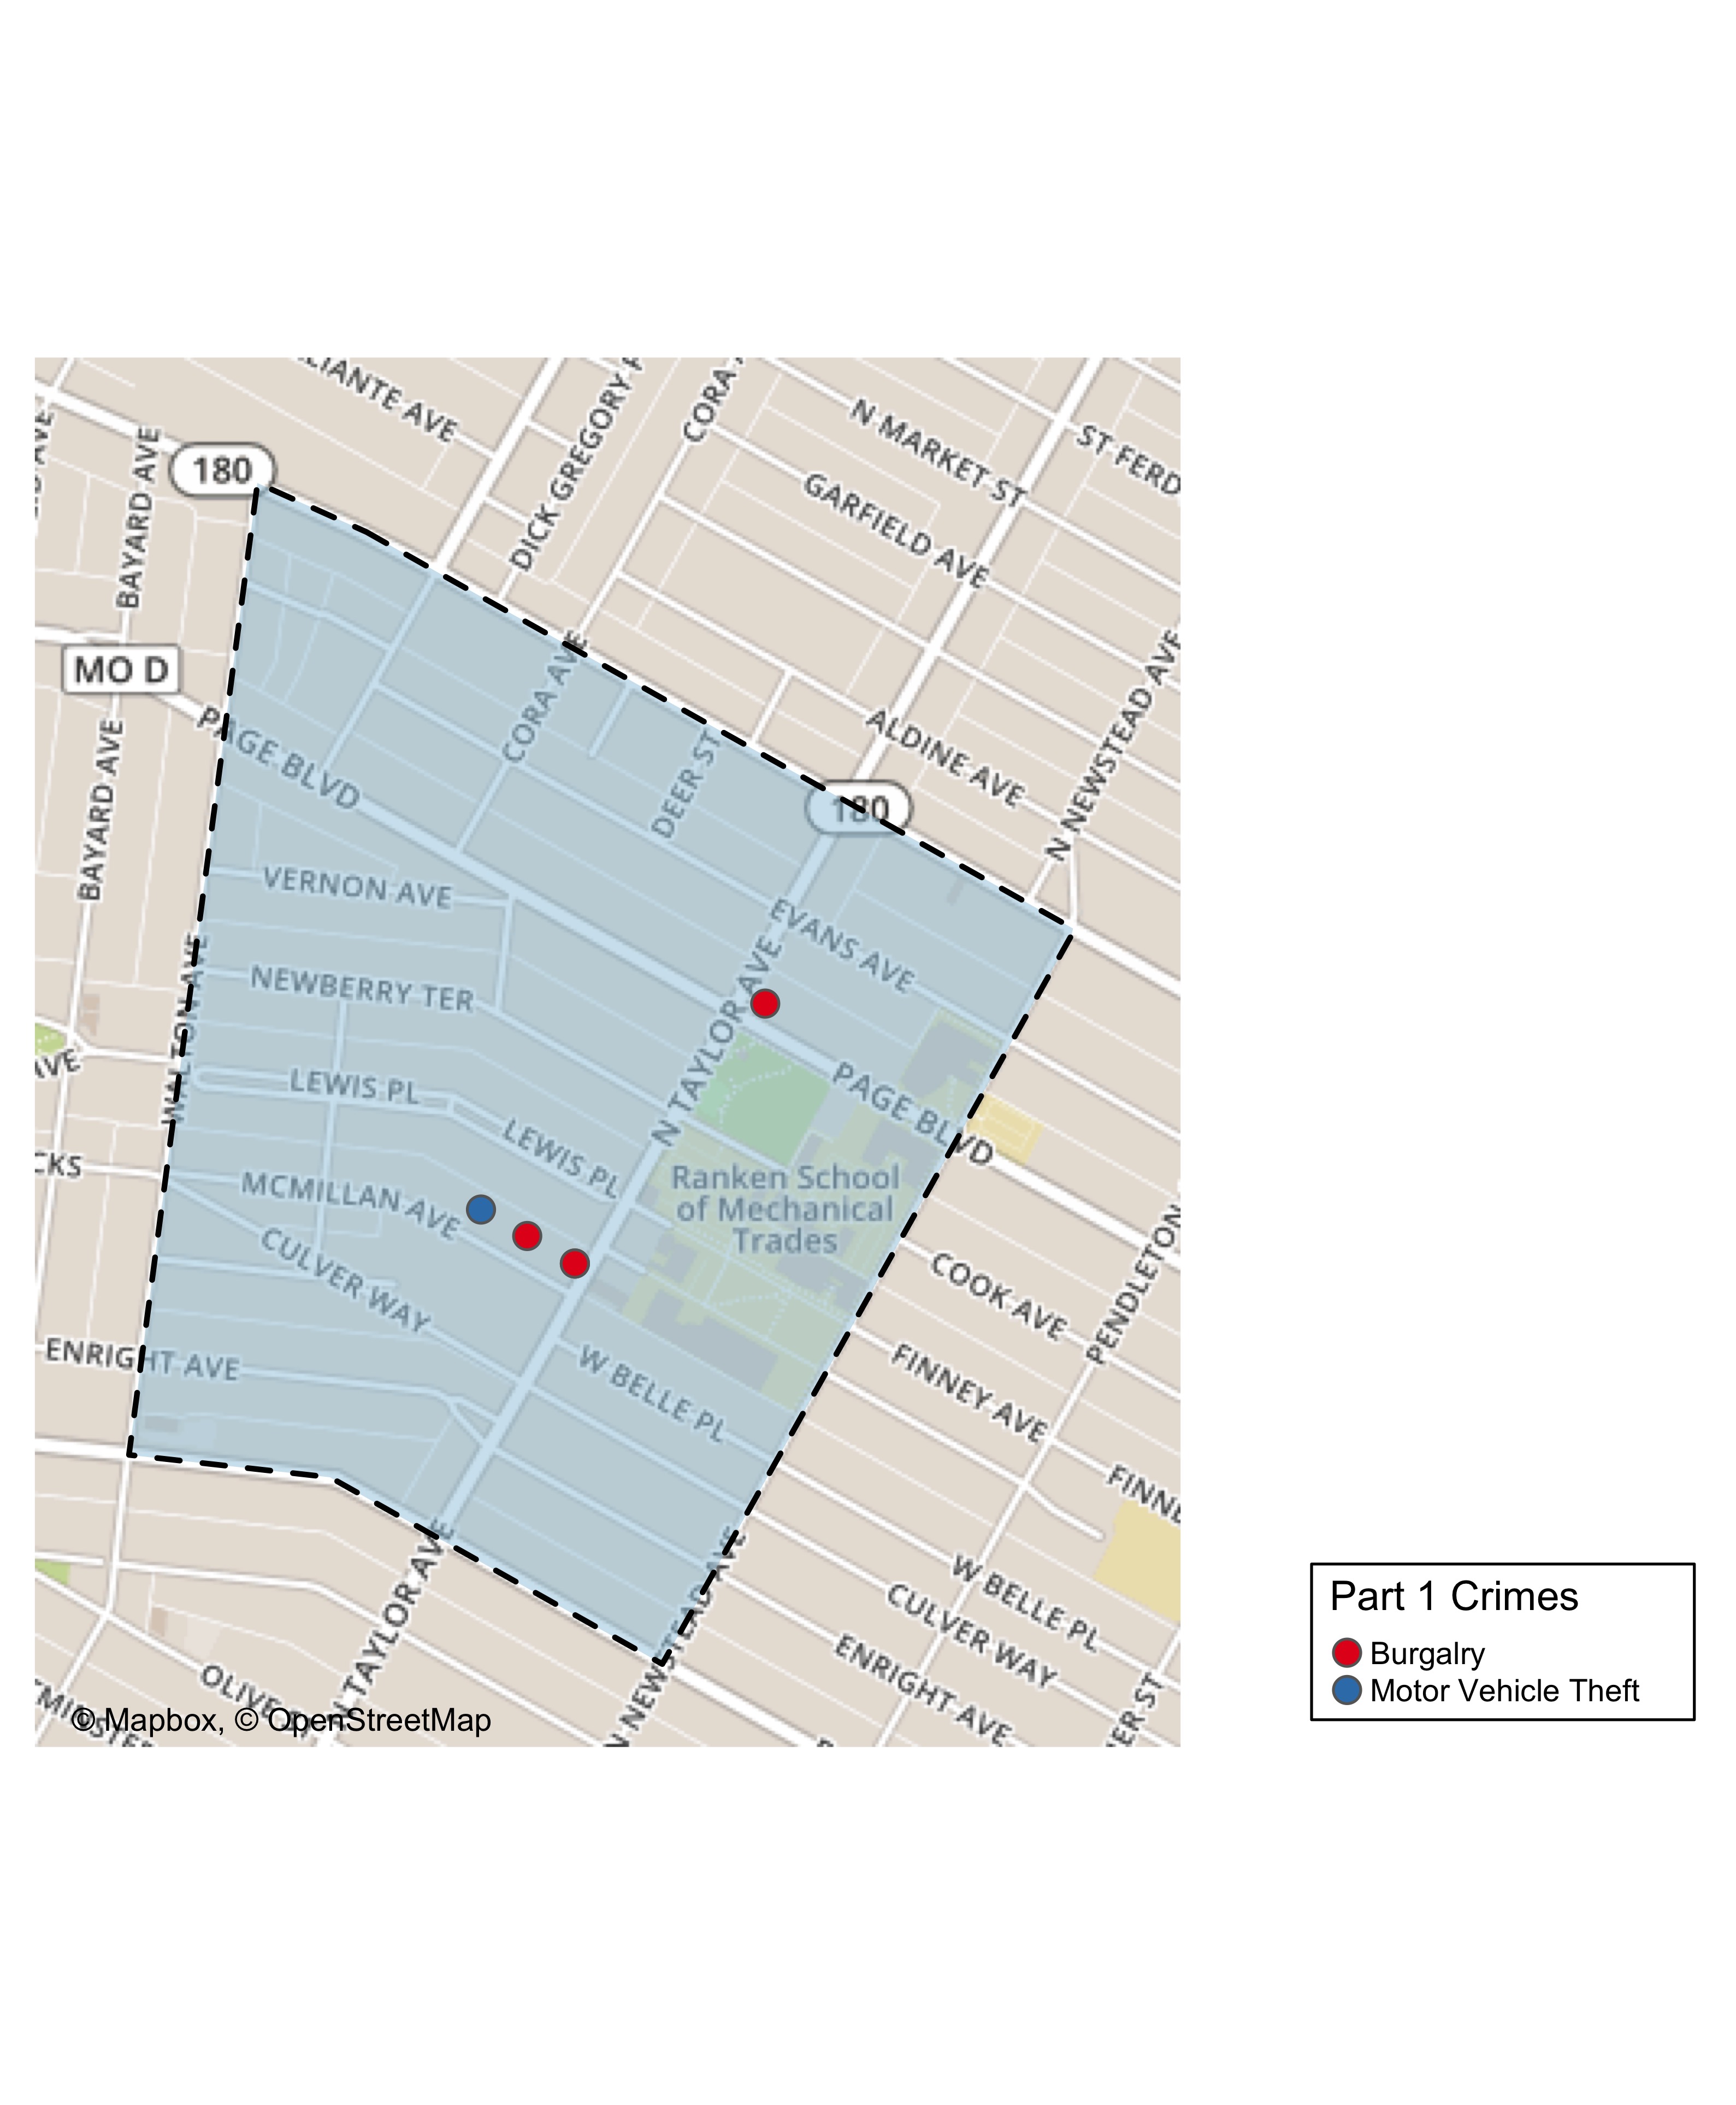 LIANTE AVE
DICK GREGORY P
CORA
N MARKET ST
ST FERD
BAYARD AVE
180
GARFIELD AVE
MO D
CORA AVE
N NEWSTEAD AVE
PAGE BLVD
DEER ST
ALDINE AVE
180
BAYARD AVE
VERNON AVE
EVANS AVE
WALTON AVE
NEWBERRY TER
N TAYLOR AVE
AVE
LEWIS PL
PAGE BLVD
LEWIS PL
CKS
MCMILLAN AVE
Ranken School
of Mechanical
Trades
PENDLETON
CULVER WAY
COOK AVE
ENRIGHT AVE
W BELLE PL
FINNEY AVE
FINNE
N TAYLOR AVE
N NEWSTEAD AVE
W BELLE PL
CULVER WAY
ENRIGHT AVE
OLIVE
ER ST
© Mapbox, © OpenStreetMap
Part 1 Crimes
Burgalry
Motor Vehicle Theft